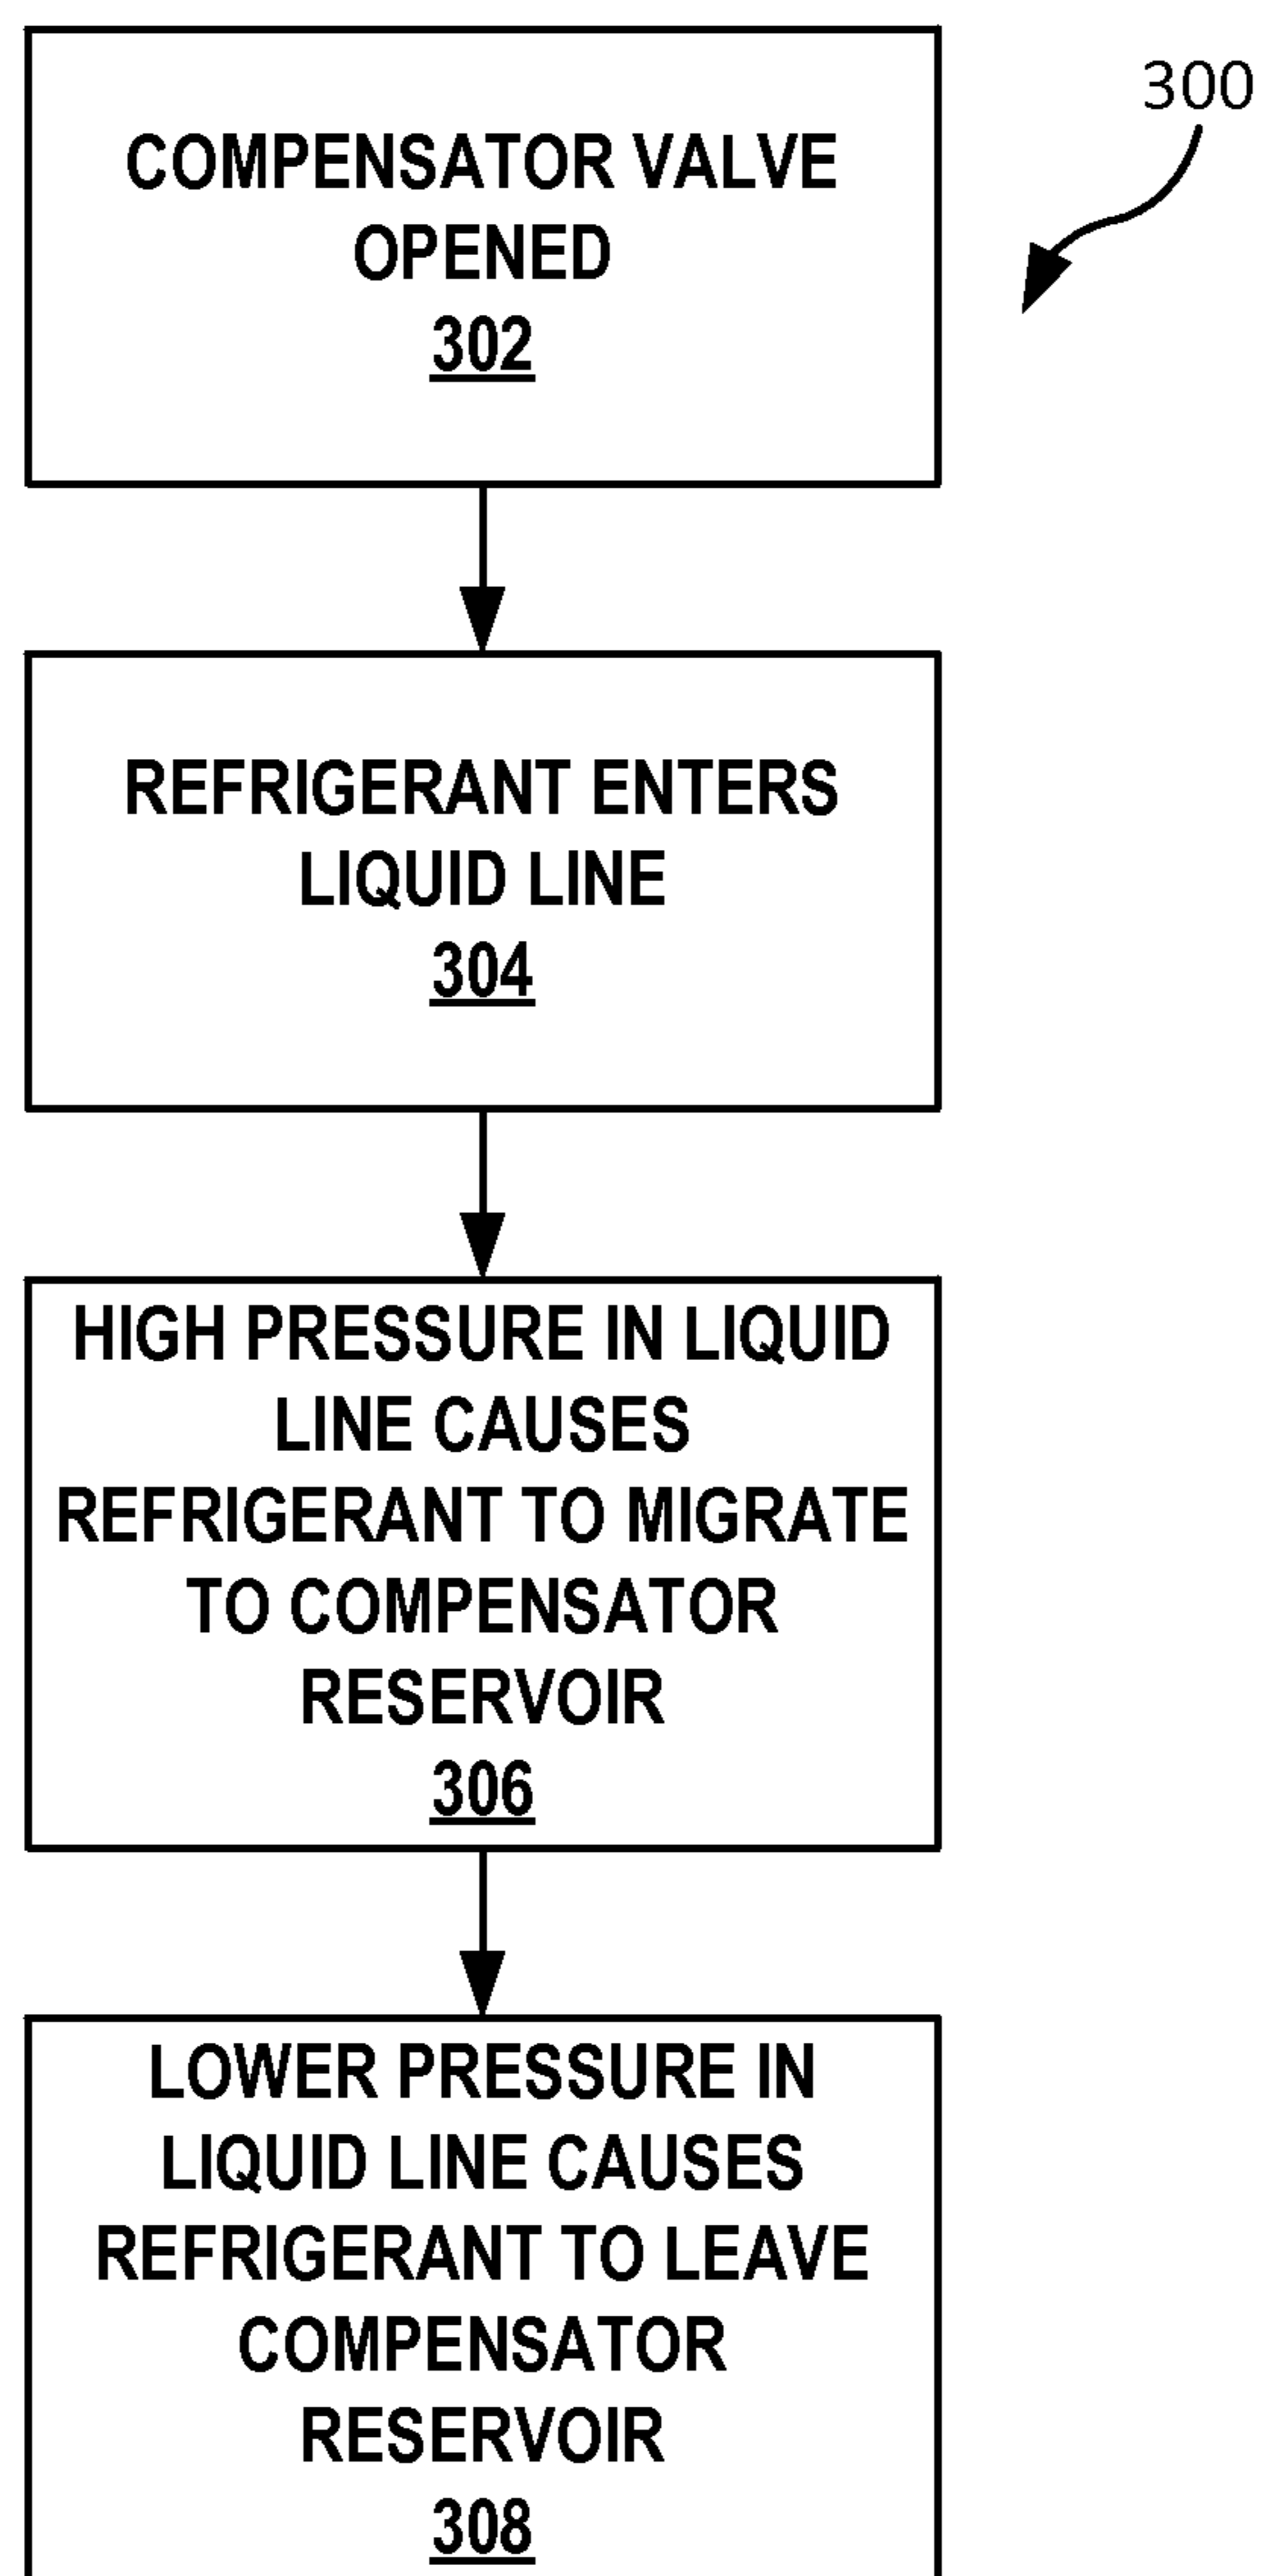 300
COMPENSATOR VALVE
OPENED
302
REFRIGERANT ENTERS
LIQUID LINE
304
HIGH PRESSURE IN LIQUID
LINE CAUSES
REFRIGERANT TO MIGRATE
TO COMPENSATOR
RESERVOIR
306
LOWER PRESSURE IN
LIQUID LINE CAUSES
REFRIGERANT TO LEAVE
COMPENSATOR
RESERVOIR
308